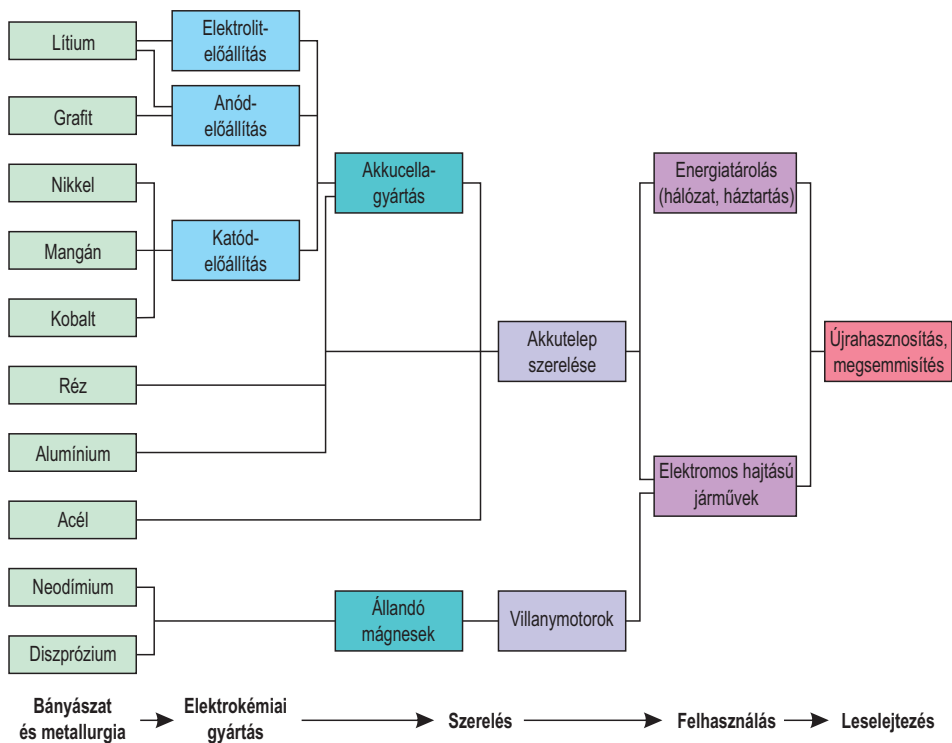 Lítium
Grafit
Nikkel
Mangán
Kobalt
Réz
Alumínium
Acél
Neodímium
Diszprózium
Elektrolit-
előállítás
Anód-
előállítás
Katód-
előállítás
Akkucella-
gyártás
Állandó
mágnesek
Akkutelep
szerelése
Villanymotorok
Energiatárolás
(hálózat, háztartás)
Elektromos hajtású
járművek
Újrahasznosítás,
megsemmisítés
Bányászat
és metallurgia
Elektrokémiai
gyártás
Szerelés
Felhasználás
Leselejtezés